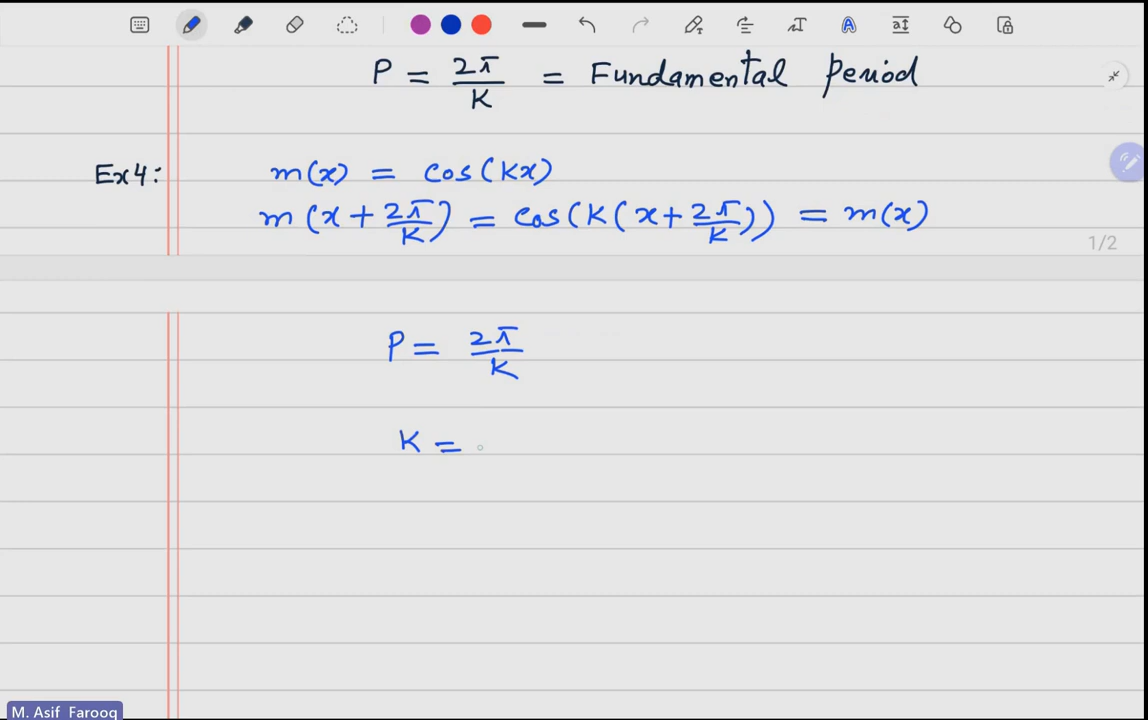 P = 2π/K = Fundamental Period
Ex4: m(x) = cos(Kx)
m(x + 2π/K) = cos(K(x + 2π/K)) = m(x)
1/2
P = 2π/K
K =
M. Asif Farooq